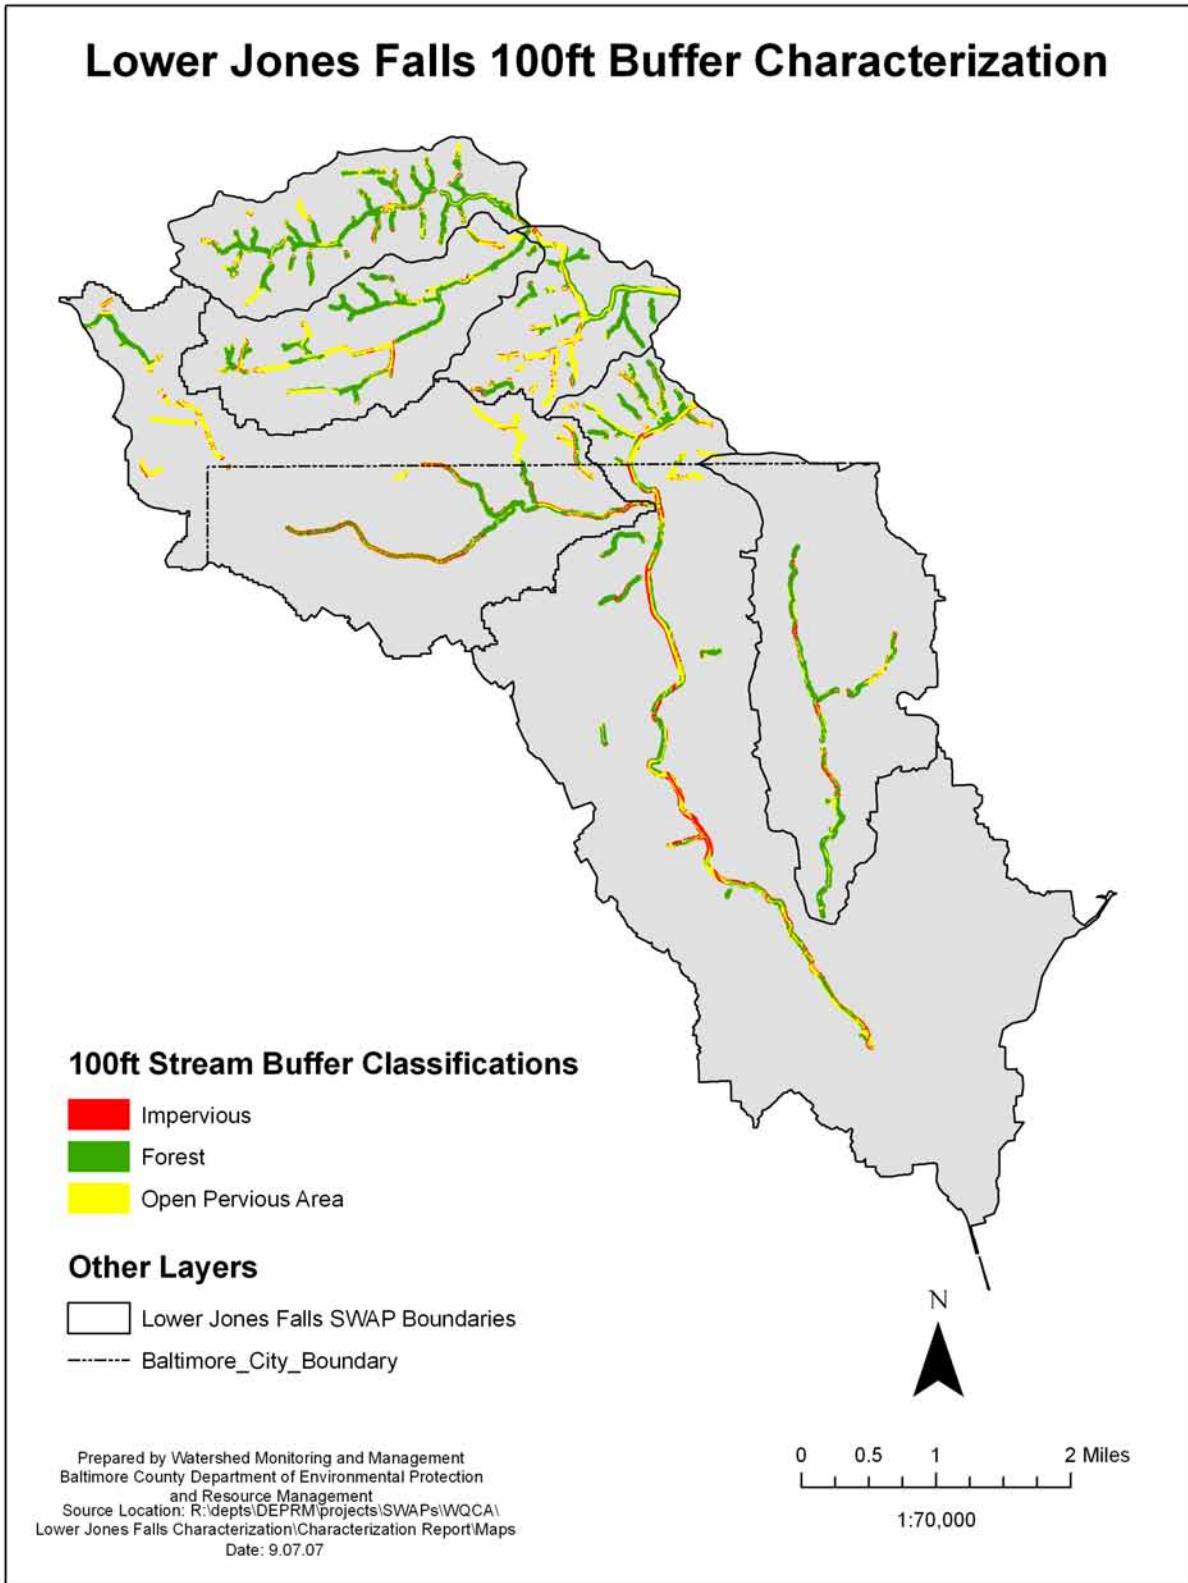 Lower Jones Falls 100ft Buffer Characterization
100ft Stream Buffer Classifications
Impervious
Forest
Open Pervious Area
Other Layers
Lower Jones Falls SWAP Boundaries
Baltimore_City_Boundary
Prepared by Watershed Monitoring and Management
Baltimore County Department of Environmental Protection
and Resource Management
Source Location: R:\depts\DEPRM\projects\SWAPs\WQCA\
Lower Jones Falls Characterization\Characterization Report\Maps
Date: 9.07.07
N
0 0.5 1 2 Miles
1:70,000